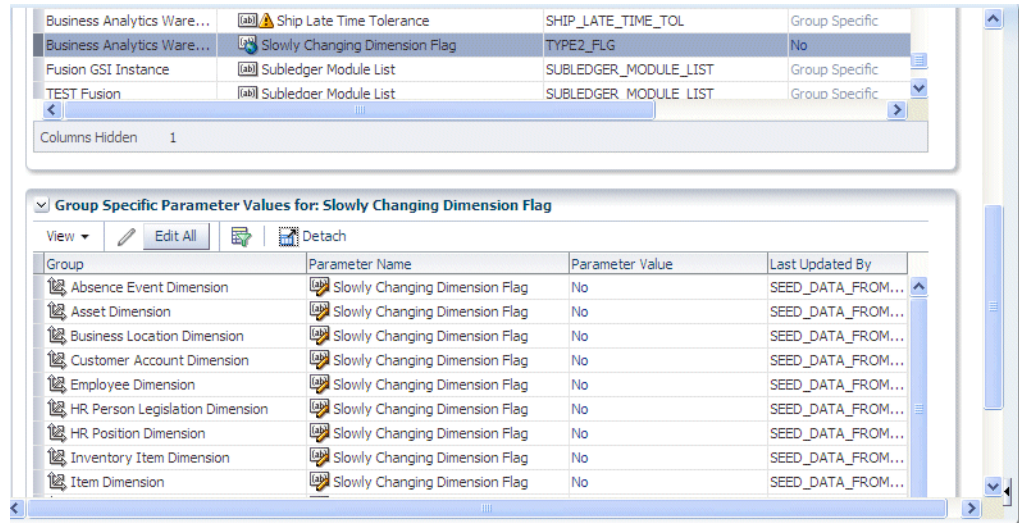 Business Analytics Ware... [ab] Ship Late Time Tolerance SHIP_LATE_TIME_TOL Group Specific
Business Analytics Ware... Slowly Changing Dimension Flag TYPE2_FLG No
Fusion GSI Instance [ab] Subledger Module List SUBLEDGER_MODULE_LIST Group Specific
TEST Fusion [ab] Subledger Module List SUBLEDGER_MODULE_LIST Group Specific
Columns Hidden 1
Group Specific Parameter Values for: Slowly Changing Dimension Flag
View Edit All Detach
Group Parameter Name Parameter Value Last Updated By
Absence Event Dimension Slowly Changing Dimension Flag No SEED_DATA_FROM...
Asset Dimension Slowly Changing Dimension Flag No SEED_DATA_FROM...
Business Location Dimension Slowly Changing Dimension Flag No SEED_DATA_FROM...
Customer Account Dimension Slowly Changing Dimension Flag No SEED_DATA_FROM...
Employee Dimension Slowly Changing Dimension Flag No SEED_DATA_FROM...
HR Person Legislation Dimension Slowly Changing Dimension Flag No SEED_DATA_FROM...
HR Position Dimension Slowly Changing Dimension Flag No SEED_DATA_FROM...
Inventory Item Dimension Slowly Changing Dimension Flag No SEED_DATA_FROM...
Item Dimension Slowly Changing Dimension Flag No SEED_DATA_FROM...